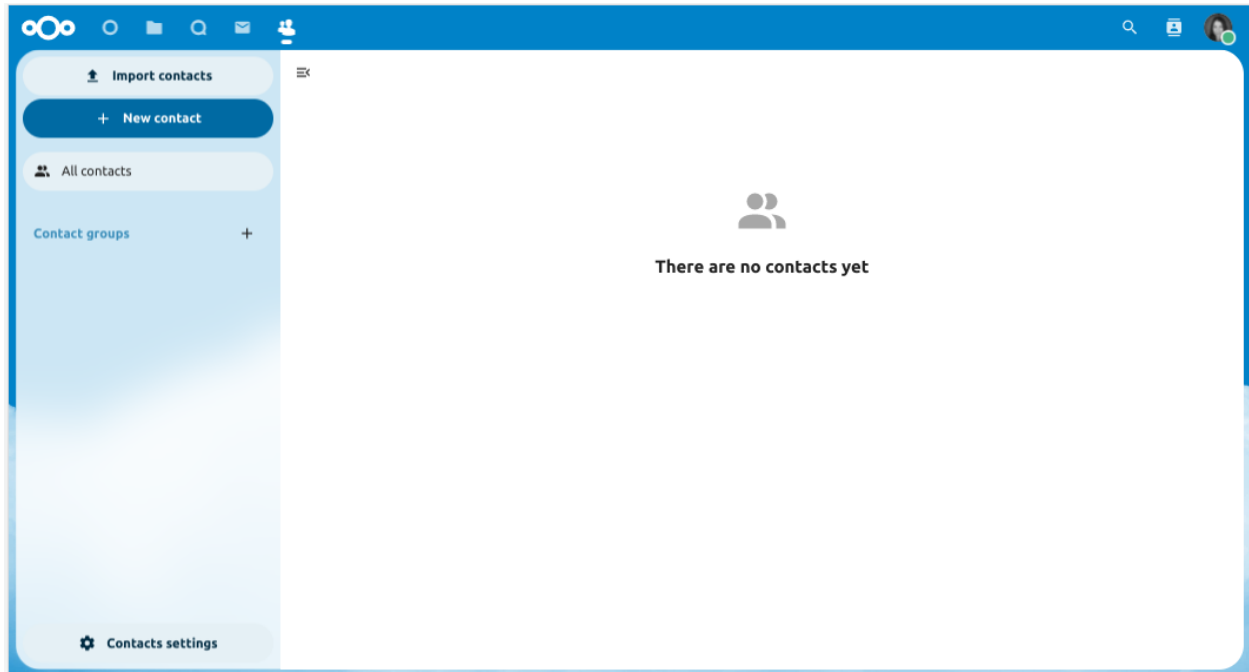 Import contacts
New contact
All contacts
Contact groups
There are no contacts yet
Contacts settings